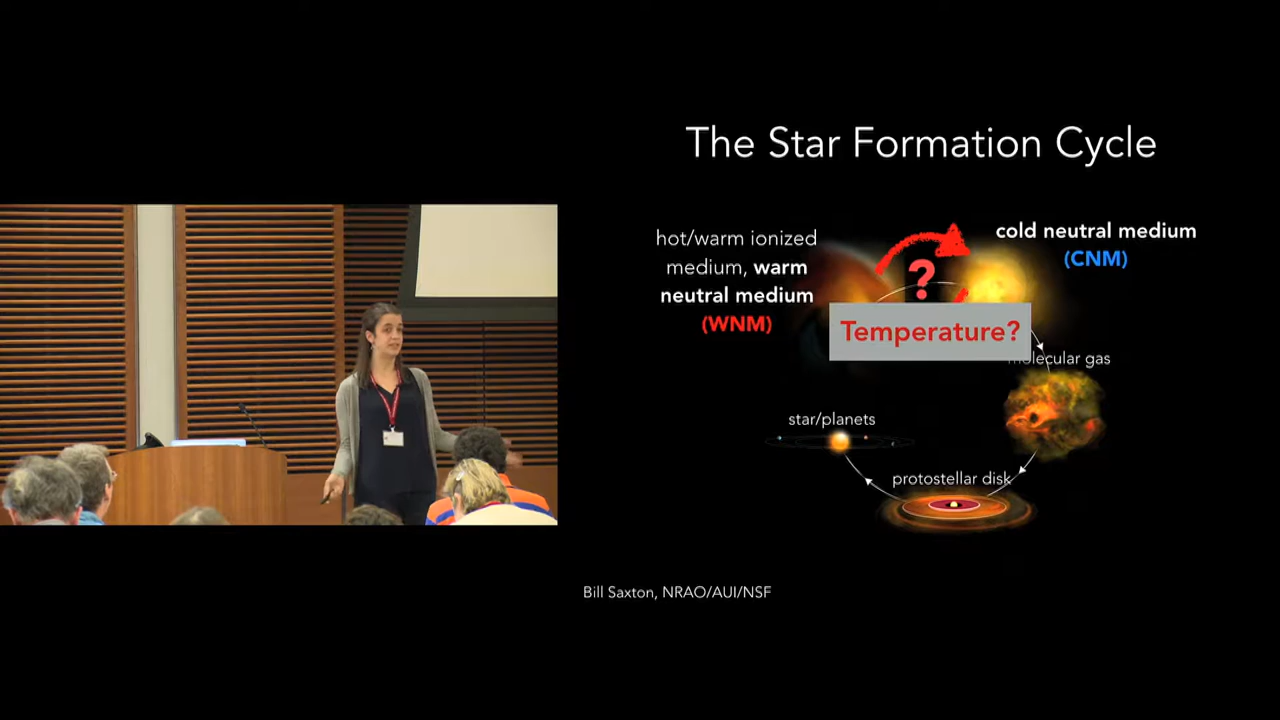 The Star Formation Cycle
hot/warm ionized
medium, warm
neutral medium
(WNM)
cold neutral medium
(CNM)
?
Temperature?
molecular gas
star/planets
protostellar disk
Bill Saxton, NRAO/AUI/NSF